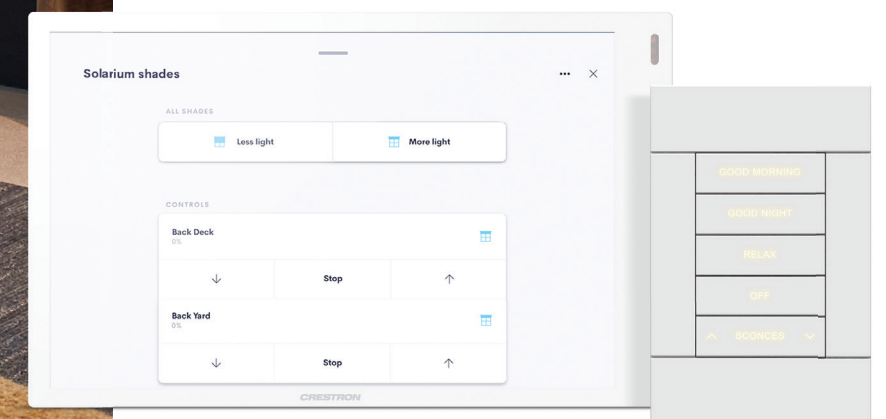 Solarium shades
ALL SHADES
Less light
More light
CONTROLS
Back Deck
0%
Stop
Back Yard
0%
Stop
CRESTRON
GOOD MORNING
GOOD NIGHT
RELAX
OFF
SCONCES